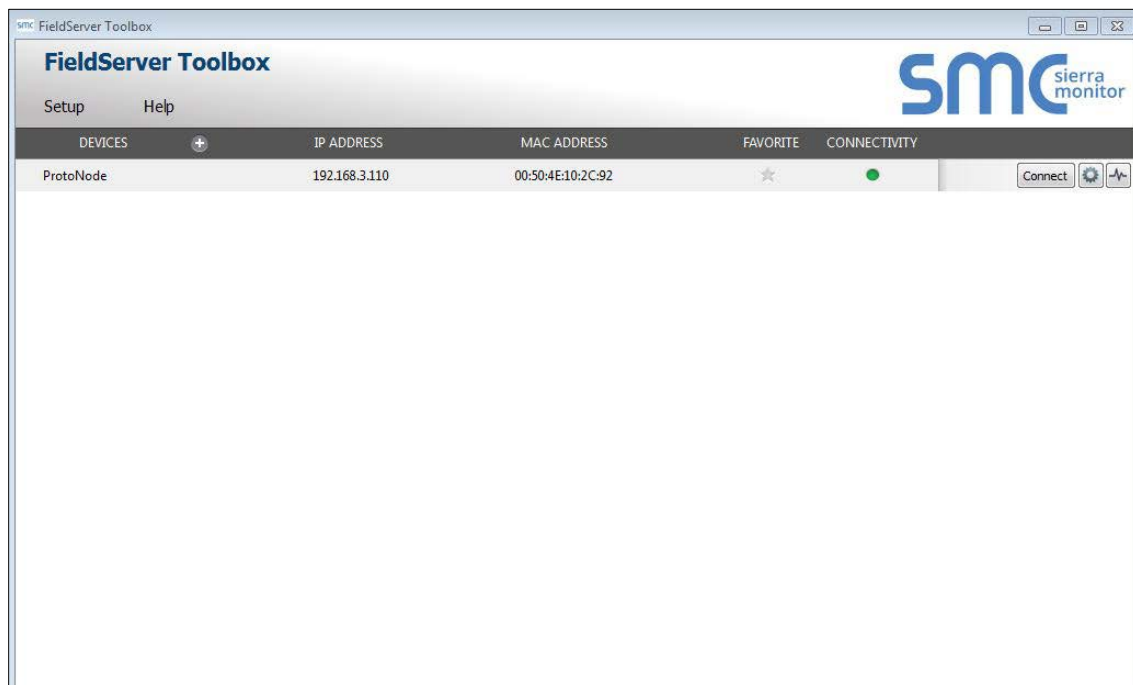 smc FieldServer Toolbox
FieldServer Toolbox
smc sierra monitor
Setup Help
DEVICES IP ADDRESS MAC ADDRESS FAVORITE CONNECTIVITY
ProtoNode 192.168.3.110 00:50:4E:10:2C:92 Connect